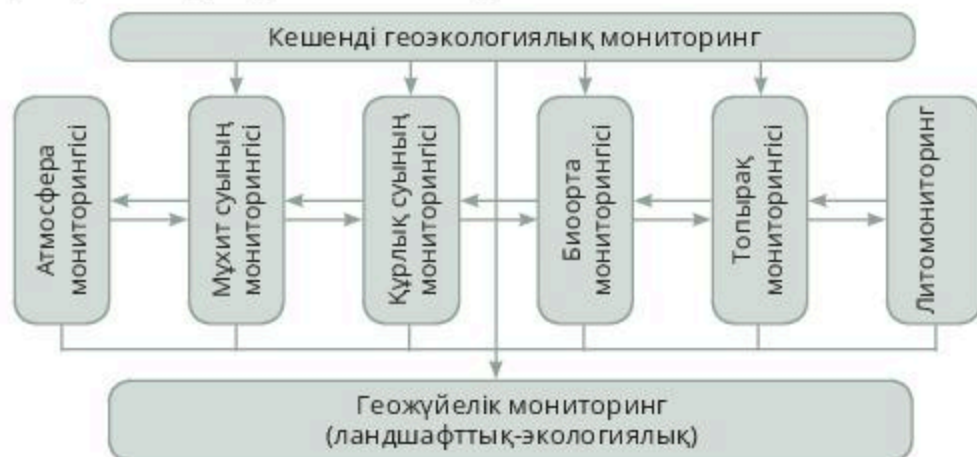 Кешенді геоэкологиялық мониторинг
Атмосфера
мониторингісі
Мұхит суының
мониторингісі
Құрлық суының
мониторингісі
Биоорта
мониторингісі
Топырақ
мониторингісі
Литомониторинг
Геожүйелік мониторинг
(ландшафттық-экологиялық)